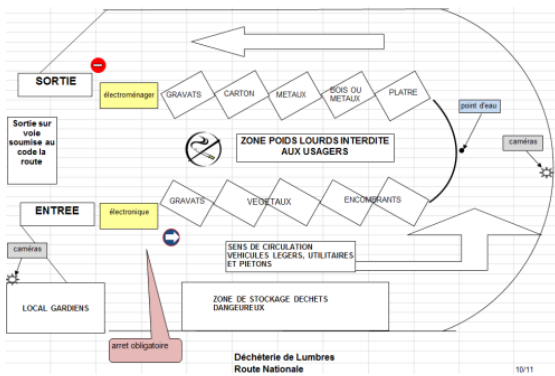 SORTIE
électroménager
GRAVATS
CARTON
METAUX
BOIS OU
METAUX
PLATRE
point d'eau
Sortie sur
voie
soumise au
code la
route
ZONE POIDS LOURDS INTERDITE
AUX USAGERS
caméras
ENTREE
électronique
GRAVATS
VEGETAUX
ENCOMBRANTS
caméras
SENS DE CIRCULATION
VEHICULES LEGERS, UTILITAIRES
ET PIETONS
LOCAL GARDIENS
ZONE DE STOCKAGE DECHETS
DANGEUREUX
arret obligatoire
Déchèterie de Lumbres
Route Nationale
10/11